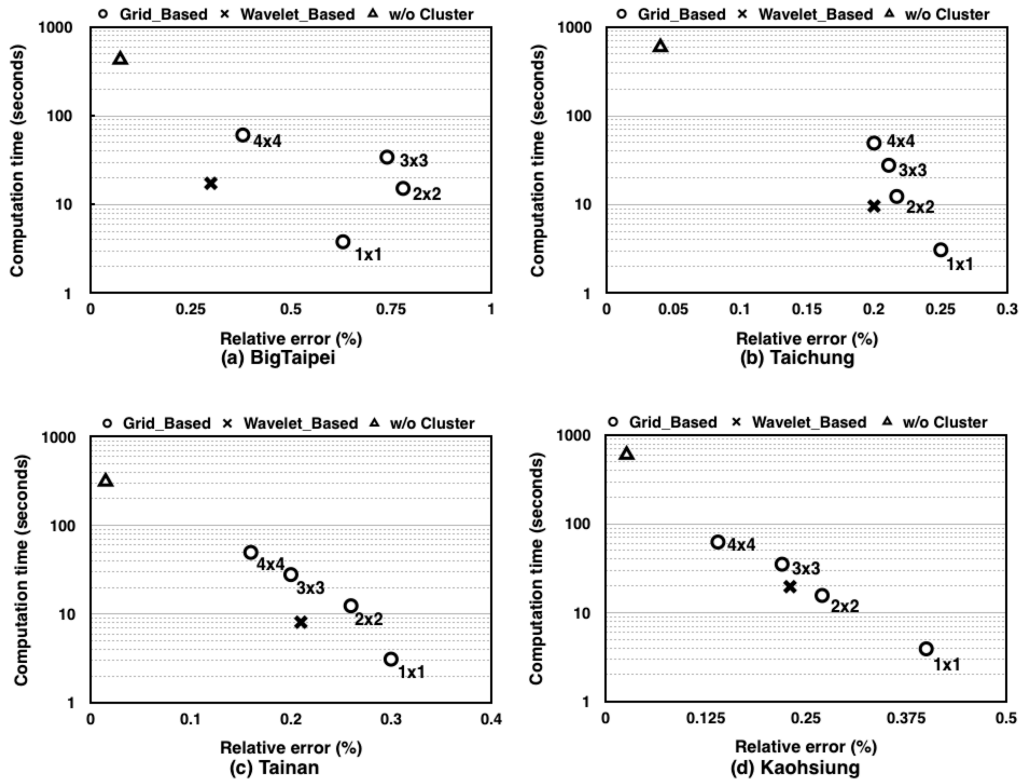 Grid_Based Wavelet_Based w/o Cluster
1000
100
10
1
Computation time (seconds)
4x4
3x3
2x2
1x1
0 0.25 0.5 0.75 1
Relative error (%)
(a) BigTaipei
Grid_Based Wavelet_Based w/o Cluster
1000
100
10
1
Computation time (seconds)
4x4
3x3
2x2
1x1
0 0.05 0.1 0.15 0.2 0.25 0.3
Relative error (%)
(b) Taichung
Grid_Based Wavelet_Based w/o Cluster
1000
100
10
1
Computation time (seconds)
4x4
3x3
2x2
1x1
0 0.1 0.2 0.3 0.4
Relative error (%)
(c) Tainan
Grid_Based Wavelet_Based w/o Cluster
1000
100
10
1
Computation time (seconds)
4x4
3x3
2x2
1x1
0 0.125 0.25 0.375 0.5
Relative error (%)
(d) Kaohsiung